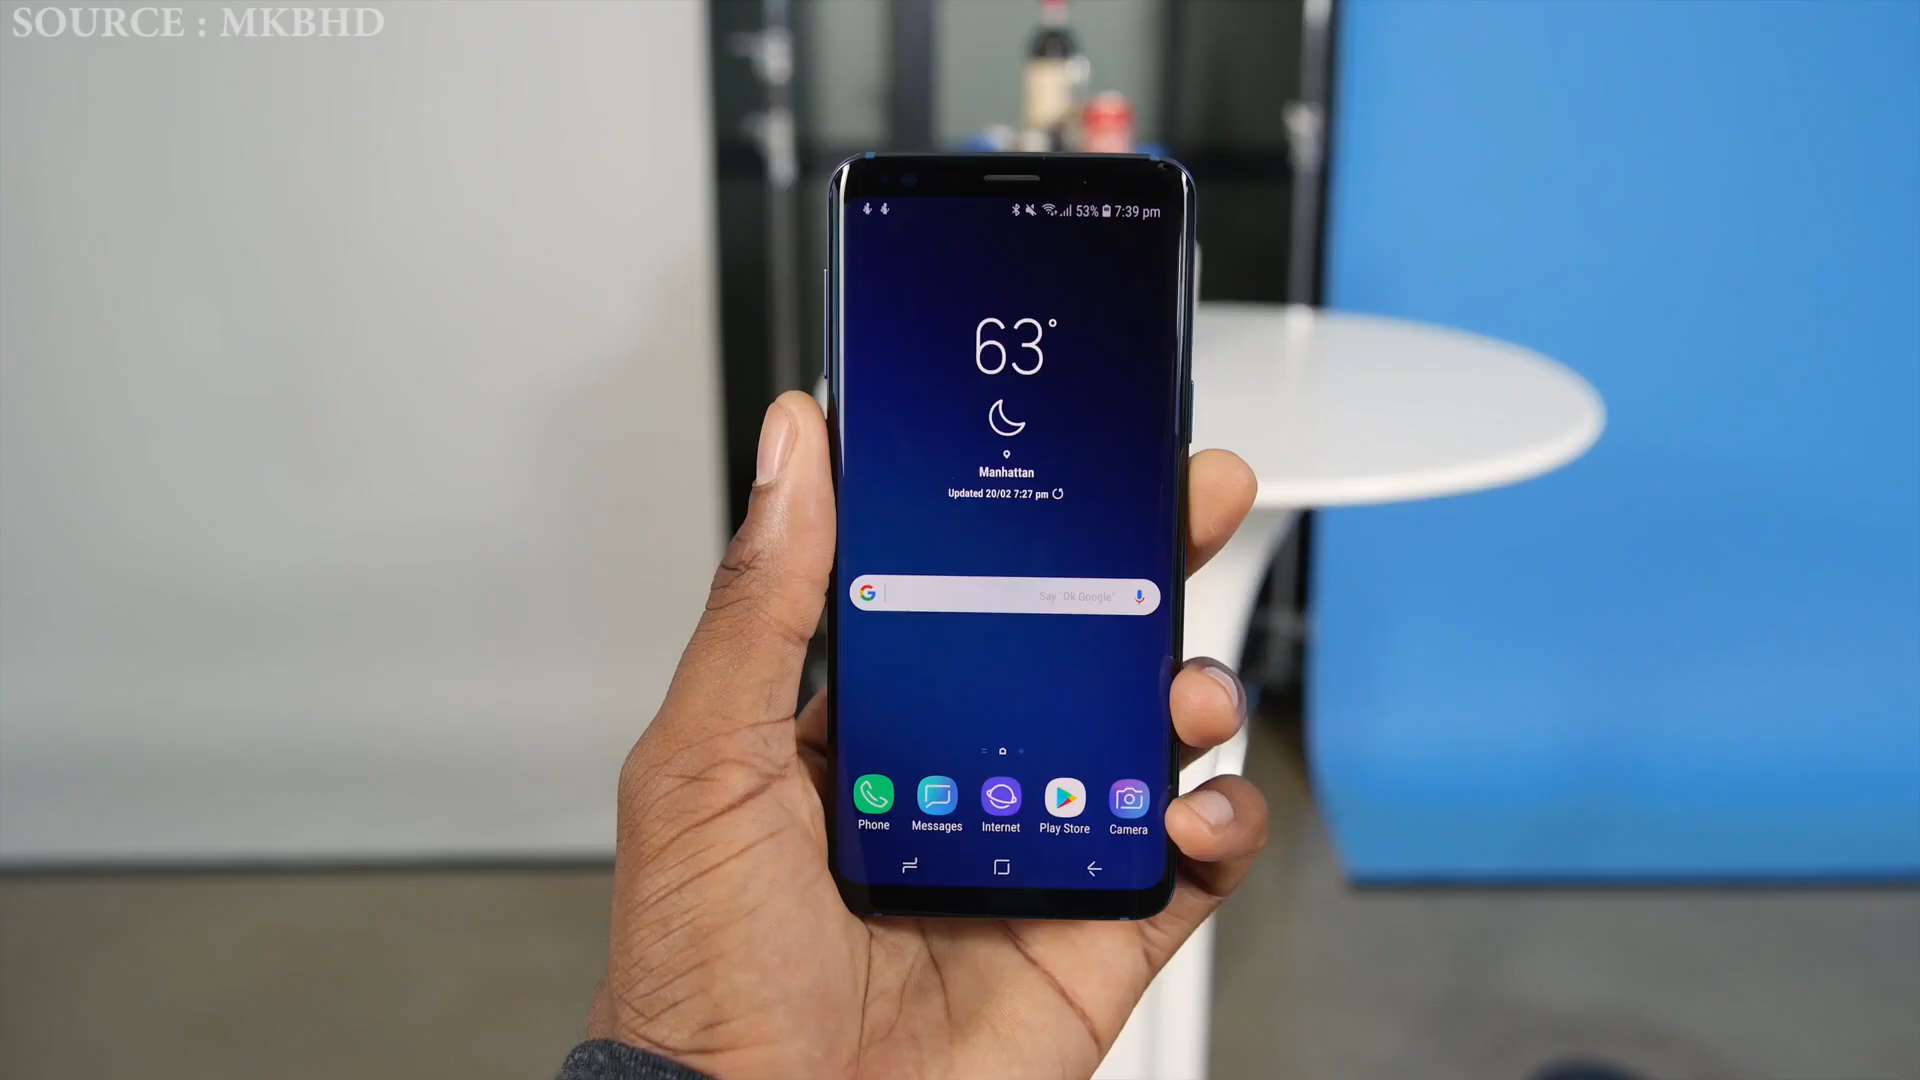 SOURCE : MKBHD
53% 7:39 pm
63°
Manhattan
Updated 20/02 7:27 pm
G Say "Ok Google"
Phone Messages Internet Play Store Camera